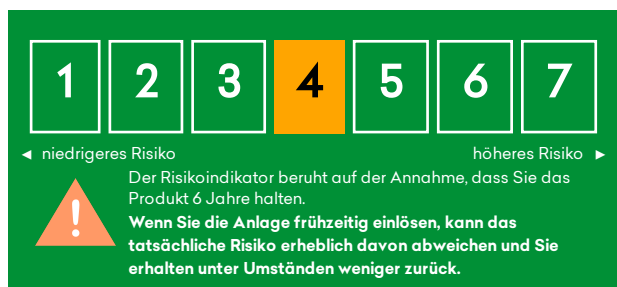 1 2 3 4 5 6 7
◄ niedrigeres Risiko höheres Risiko ►
Der Risikoindikator beruht auf der Annahme, dass Sie das
Produkt 6 Jahre halten.
! Wenn Sie die Anlage frühzeitig einlösen, kann das
tatsächliche Risiko erheblich davon abweichen und Sie
erhalten unter Umständen weniger zurück.